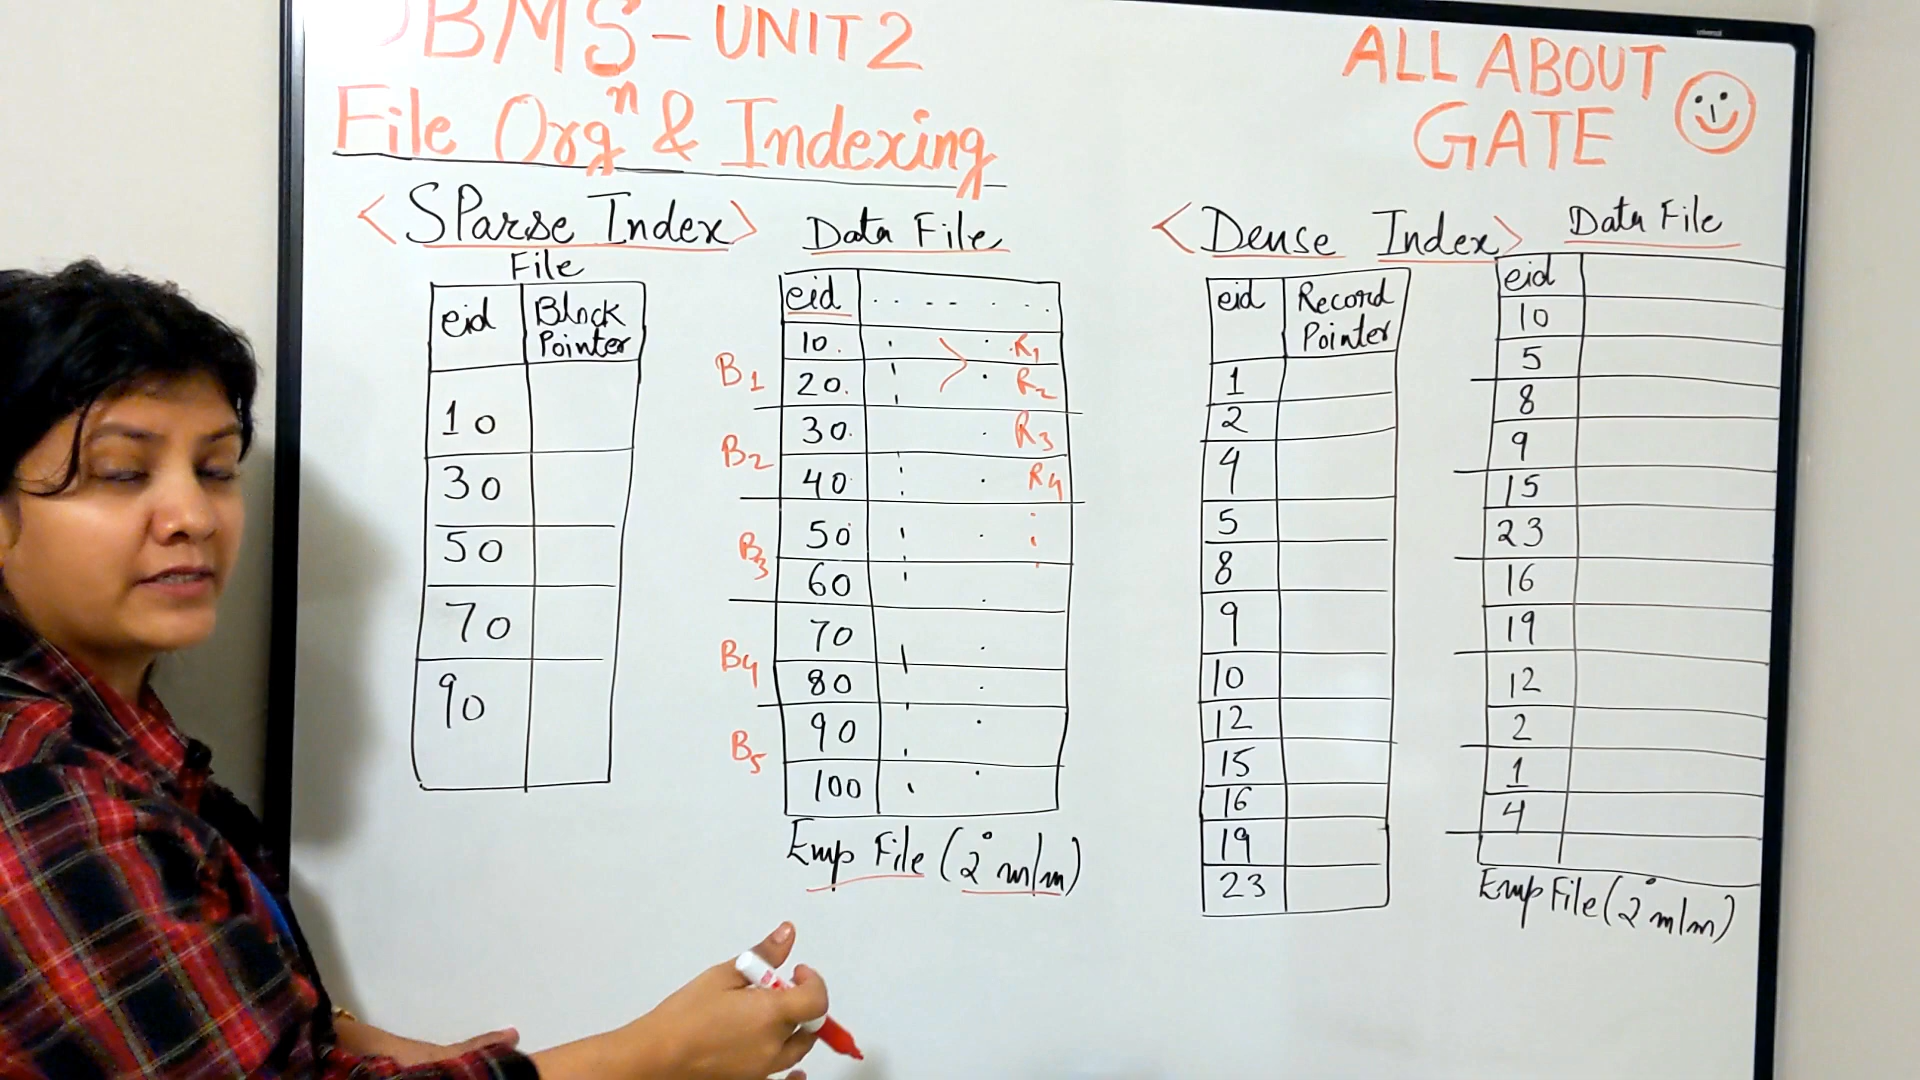 DBMS - UNIT 2
File Orgⁿ & Indexing
ALL ABOUT
GATE
<Sparse Index>
File
eid Block Pointer
10
30
50
70
90
Data File
eid .... .. .
B1
10. R1
20. R2
B2
30. R3
40 R4
B3
50
60
B4
70
80
B5
90
100
Emp File (2° m/m)
<Dense Index>
eid Record Pointer
1
2
4
5
8
9
10
12
15
16
19
23
Data File
eid
10
5
8
9
15
23
16
19
12
2
1
4
Emp File (2° m/m)